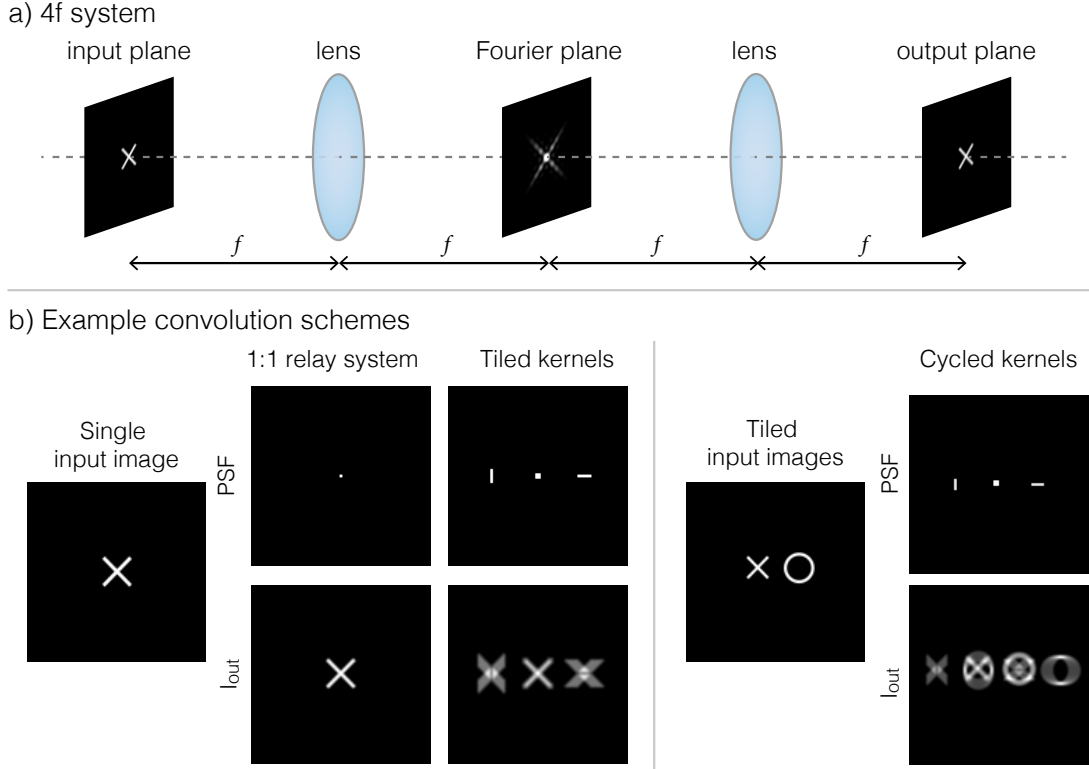 a) 4f system
input plane
lens
Fourier plane
lens
output plane
f
f
f
f
b) Example convolution schemes
1:1 relay system
Tiled kernels
Cycled kernels
Single
input image
PSF
Iout
Tiled
input images
PSF
Iout